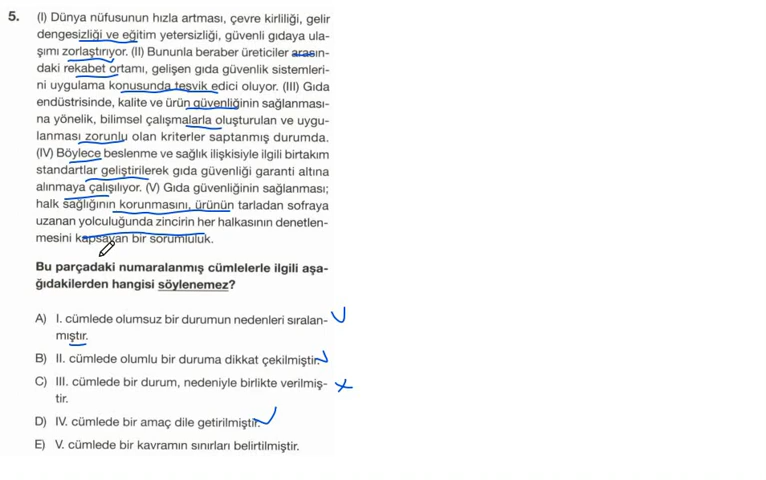 5. (I) Dünya nüfusunun hızla artması, çevre kirliliği, gelir
dengesizliği ve eğitim yetersizliği, güvenli gıdaya ula-
şımı zorlaştırıyor. (II) Bununla beraber üreticiler arasın-
daki rekabet ortamı, gelişen gıda güvenlik sistemleri-
ni uygulama konusunda teşvik edici oluyor. (III) Gıda
endüstrisinde, kalite ve ürün güvenliğinin sağlanması-
na yönelik, bilimsel çalışmalarla oluşturulan ve uygu-
lanması zorunlu olan kriterler saptanmış durumda.
(IV) Böylece beslenme ve sağlık ilişkisiyle ilgili birtakım
standartlar geliştirilerek gıda güvenliği garanti altına
alınmaya çalışılıyor. (V) Gıda güvenliğinin sağlanması;
halk sağlığının korunmasını, ürünün tarladan sofraya
uzanan yolculuğunda zincirin her halkasının denetlen-
mesini kapsayan bir sorumluluk.
Bu parçadaki numaralanmış cümlelerle ilgili aşa-
ğıdakilerden hangisi söylenemez?
A) I. cümlede olumsuz bir durumun nedenleri sıralan-
mıştır.
B) II. cümlede olumlu bir duruma dikkat çekilmiştir.
C) III. cümlede bir durum, nedeniyle birlikte verilmiş-
tir.
D) IV. cümlede bir amaç dile getirilmiştir.
E) V. cümlede bir kavramın sınırları belirtilmiştir.